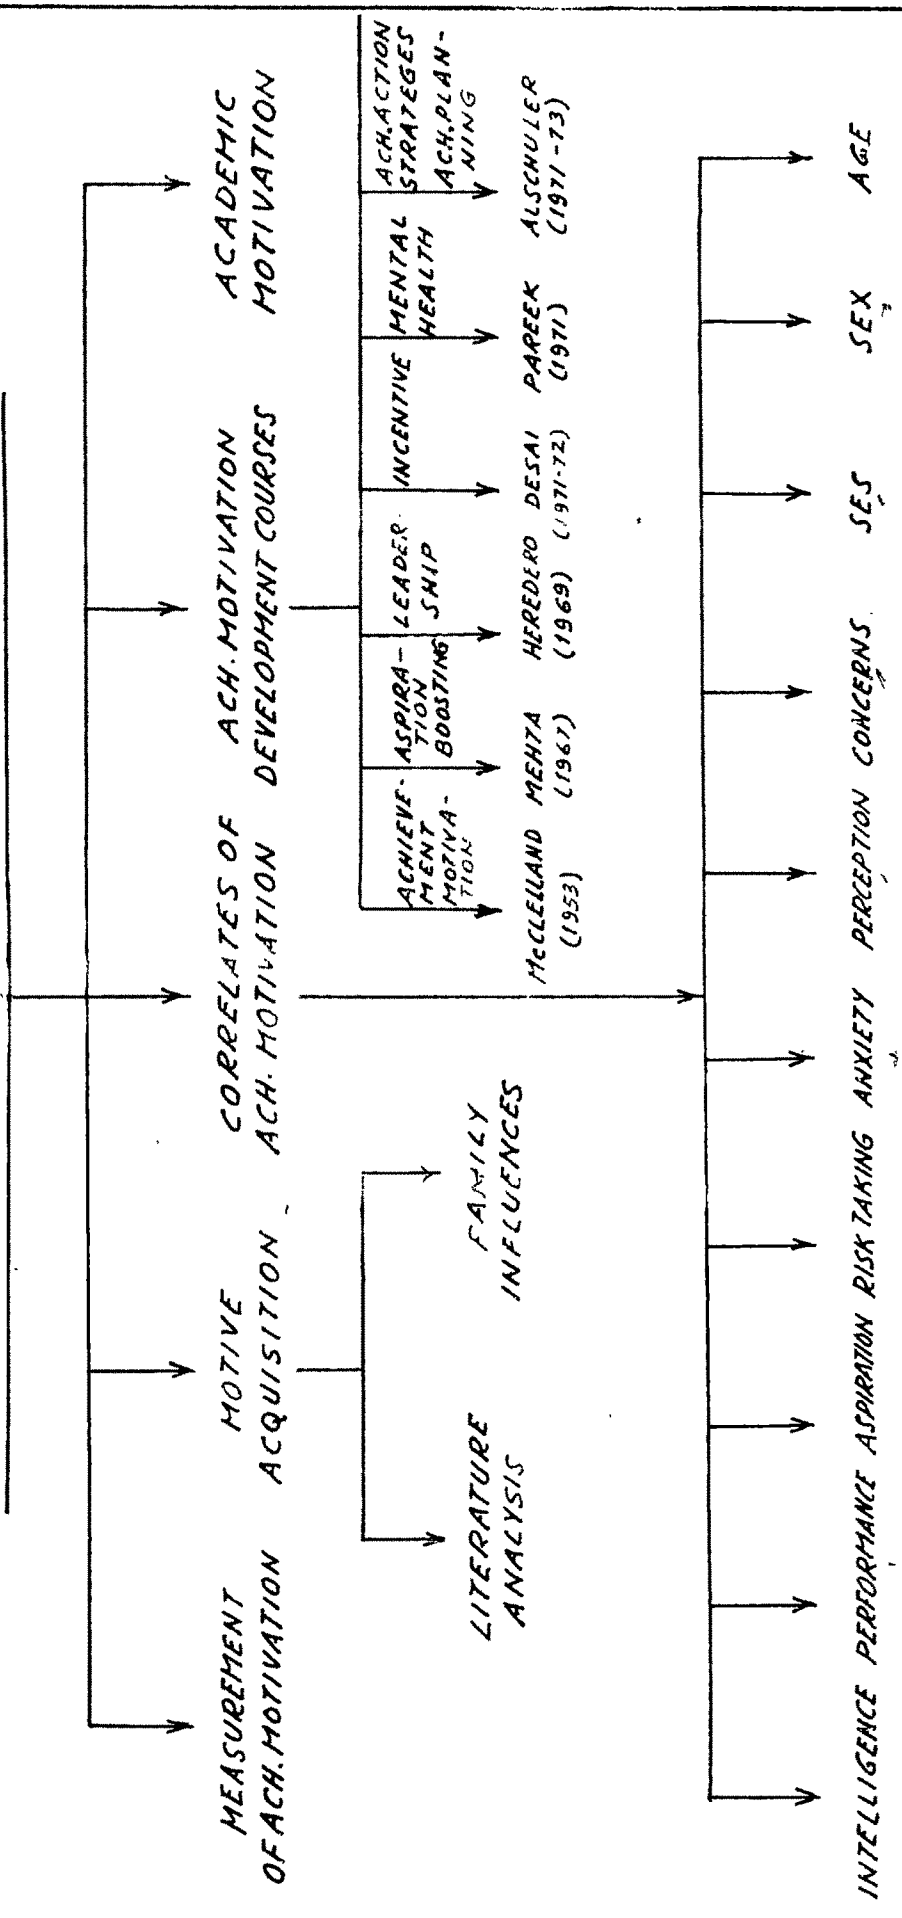 MEASUREMENT
OF ACH. MOTIVATION
MOTIVE
ACQUISITION
CORRELATES OF
ACH. MOTIVATION
ACH. MOTIVATION
DEVELOPMENT COURSES
ACADEMIC
MOTIVATION
ACHIEVE-
MENT
MOTIVA-
TION
ASPIRA-
TION
BOOSTING
LEADER
SHIP
INCENTIVE
MENTAL
HEALTH
ACH. ACTION
STRATEGES
ACH. PLAN-
NING
LITERATURE
ANALYSIS
FAMILY
INFLUENCES
McCLELLAND
(1953)
MEHTA
(1967)
HEREDERO
(1969)
DESAI
(1971-72)
PAREEK
(1971)
ALSCHULER
(1971-73)
INTELLIGENCE
PERFORMANCE
ASPIRATION
RISK TAKING
ANXIETY
PERCEPTION
CONCERNS
SES
SEX
AGE